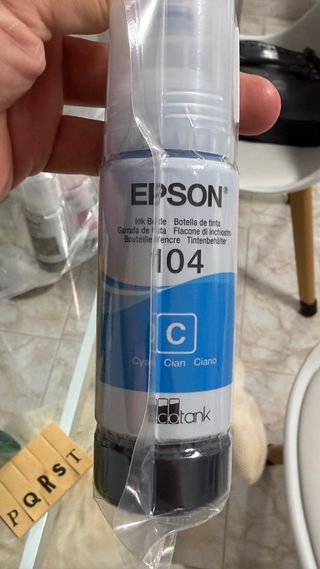 EPSON
Ink Bottle Botella de tinta
Garrafa de tinta Flacone di inchiostro
Bouteille d'encre Tintenbehälter
104
C
Cyan Cian Ciano
ecotank
PQRST